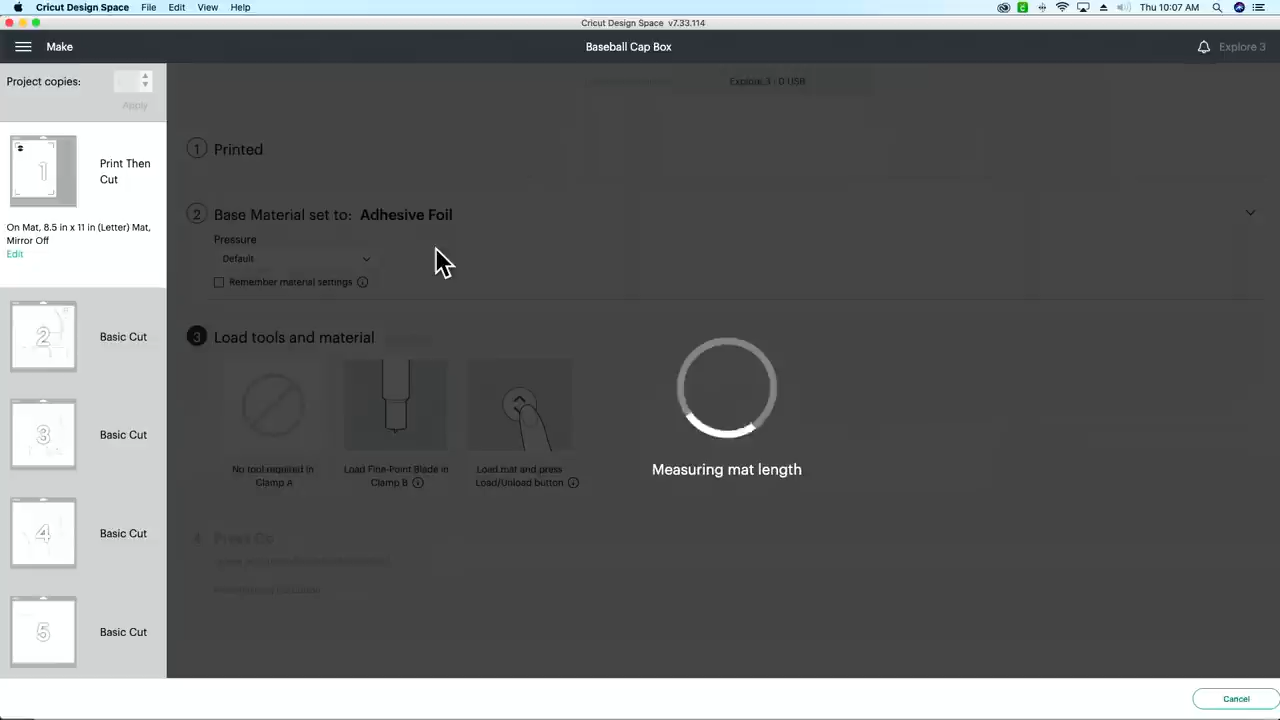 Cricut Design Space File Edit View Help Thu 10:07 AM
Cricut Design Space v7.33.114
Make Baseball Cap Box Explore 3
Project copies:
Apply
Explore 3 : 0 USB
1 Printed
1 Print Then
Cut
2 Base Material set to: Adhesive Foil
On Mat, 8.5 in x 11 in (Letter) Mat,
Mirror Off
Edit
Pressure
Default
Remember material settings
2 Basic Cut
3 Load tools and material
3 Basic Cut
No tool required in
Clamp A
Load Fine-Point Blade in
Clamp B
Load mat and press
Load/Unload button
Measuring mat length
4 Basic Cut
4 Press Go
5 Basic Cut
Cancel